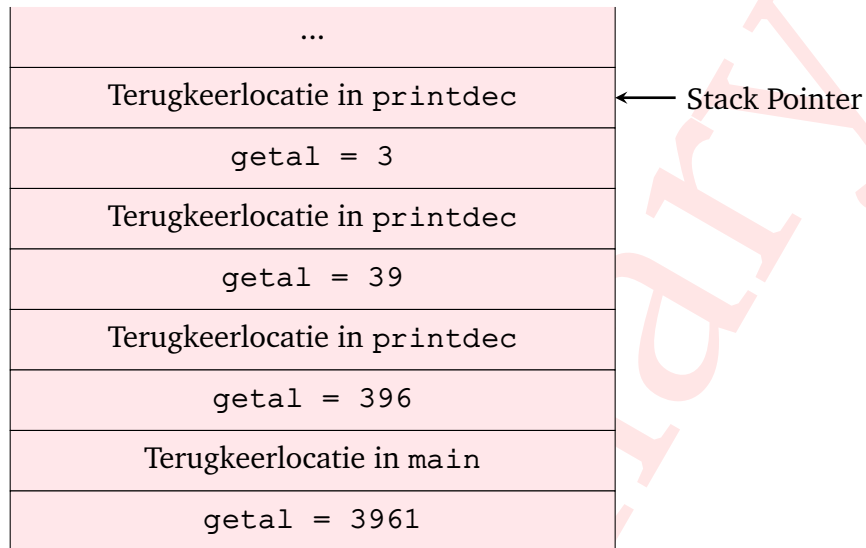 ...
Terugkeerlocatie in printdec
Stack Pointer
getal = 3
Terugkeerlocatie in printdec
getal = 39
Terugkeerlocatie in printdec
getal = 396
Terugkeerlocatie in main
getal = 3961